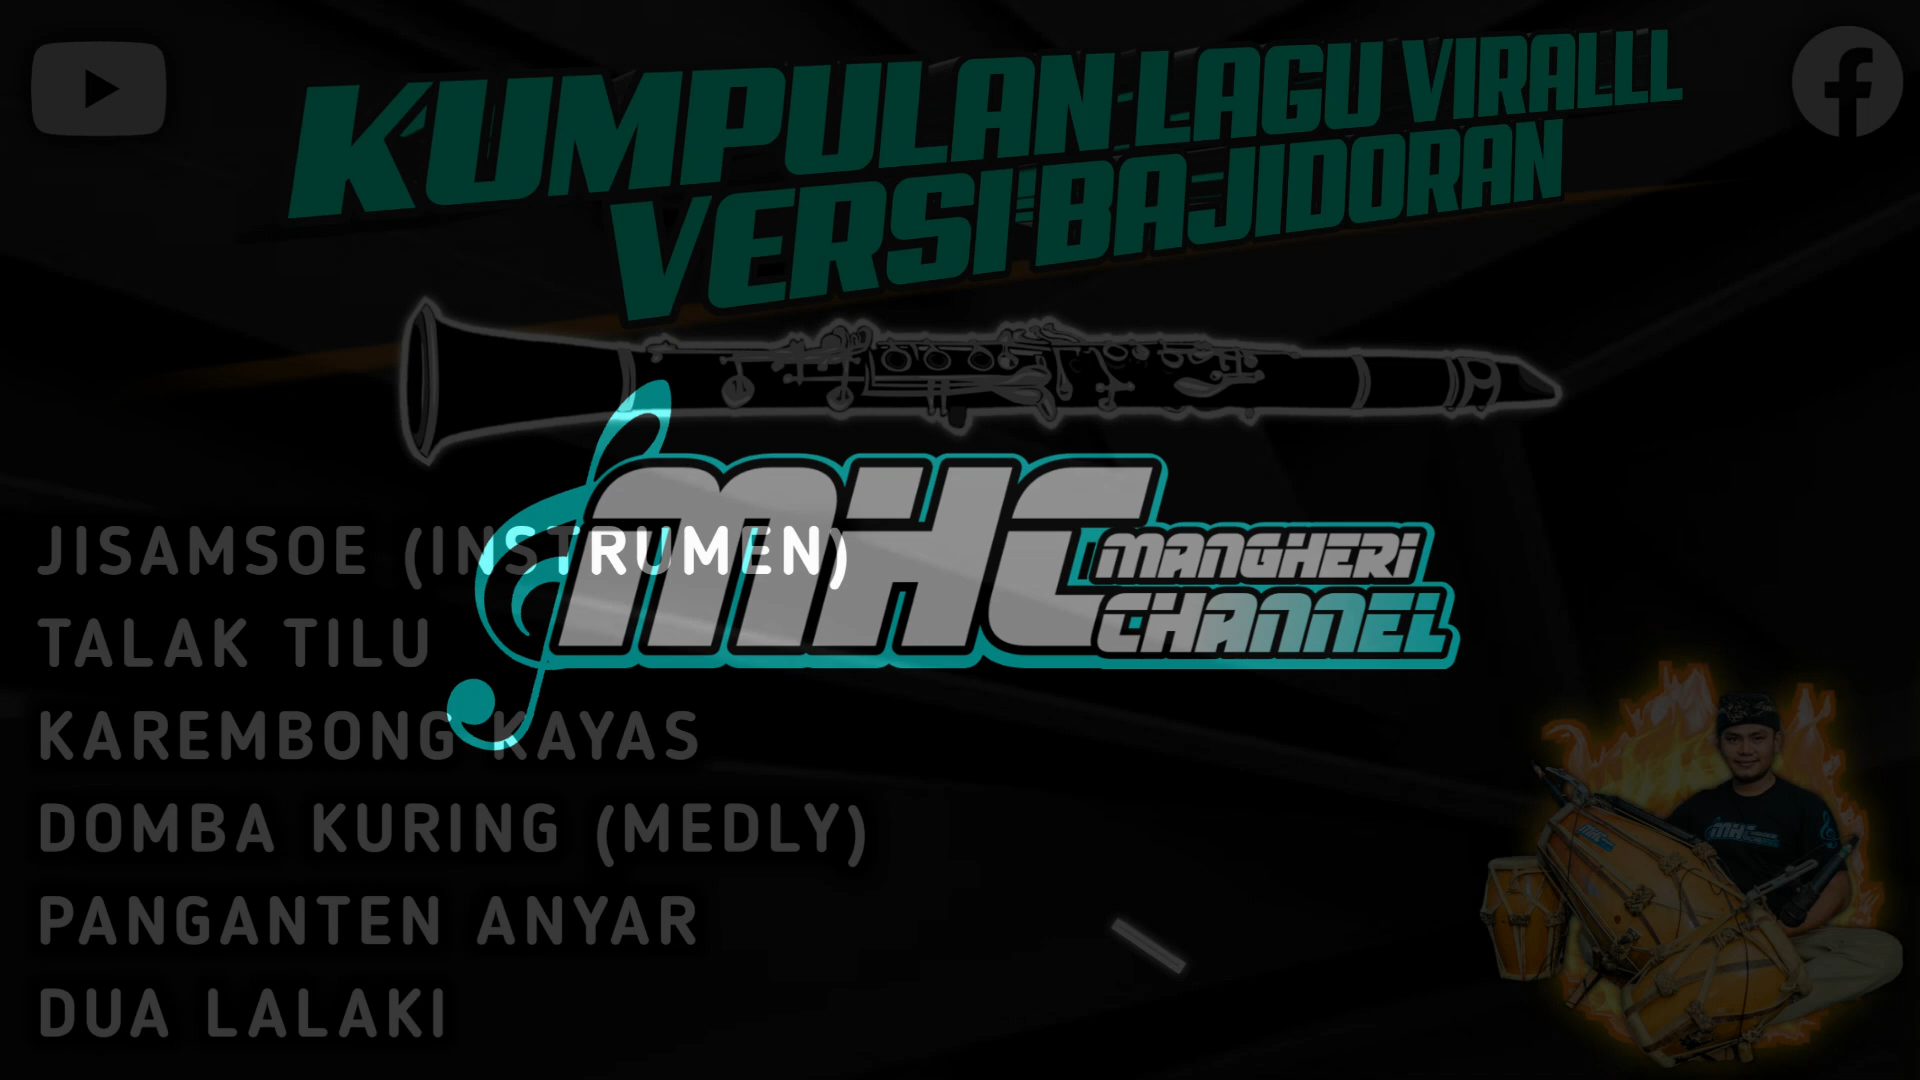 KUMPULAN LAGU VIRALLL
VERSI BAJIDORAN
MHC
MANGHERI
CHANNEL
JISAMSOE (INSTRUMEN)
TALAK TILU
KAREMBONG KAYAS
DOMBA KURING (MEDLY)
PANGANTEN ANYAR
DUA LALAKI
MHC